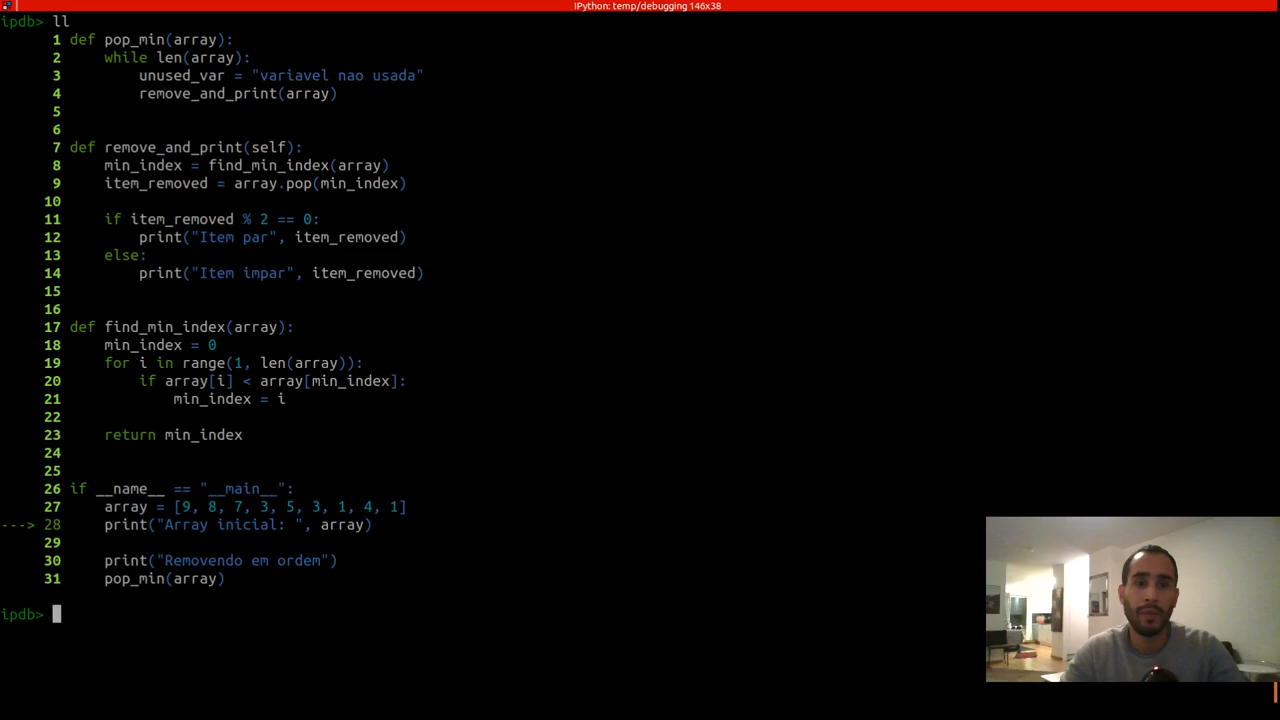 IPython: temp/debugging 146x38
ipdb> ll
1 def pop_min(array):
2     while len(array):
3         unused_var = "variavel nao usada"
4         remove_and_print(array)
5
6
7 def remove_and_print(self):
8     min_index = find_min_index(array)
9     item_removed = array.pop(min_index)
10
11     if item_removed % 2 == 0:
12         print("Item par", item_removed)
13     else:
14         print("Item impar", item_removed)
15
16
17 def find_min_index(array):
18     min_index = 0
19     for i in range(1, len(array)):
20         if array[i] < array[min_index]:
21             min_index = i
22
23     return min_index
24
25
26 if __name__ == "__main__":
27     array = [9, 8, 7, 3, 5, 3, 1, 4, 1]
---> 28     print("Array inicial: ", array)
29
30     print("Removendo em ordem")
31     pop_min(array)
ipdb>